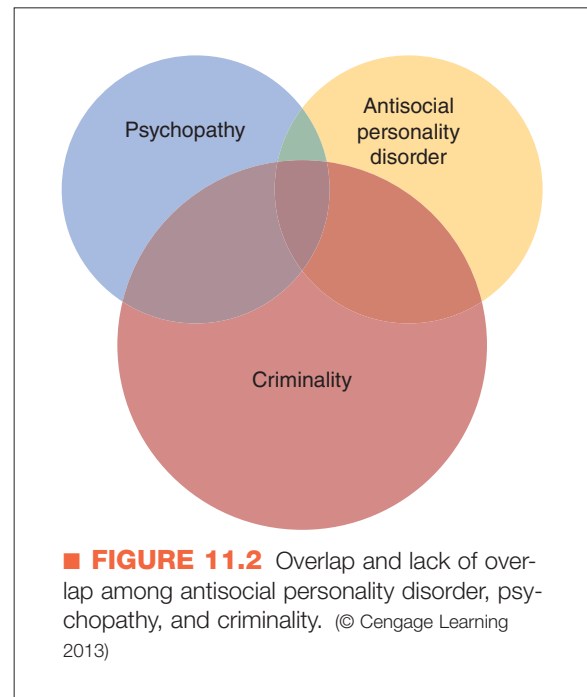 Psychopathy
Antisocial
personality
disorder
Criminality
■ FIGURE 11.2 Overlap and lack of over-
lap among antisocial personality disorder, psy-
chopathy, and criminality. (© Cengage Learning
2013)